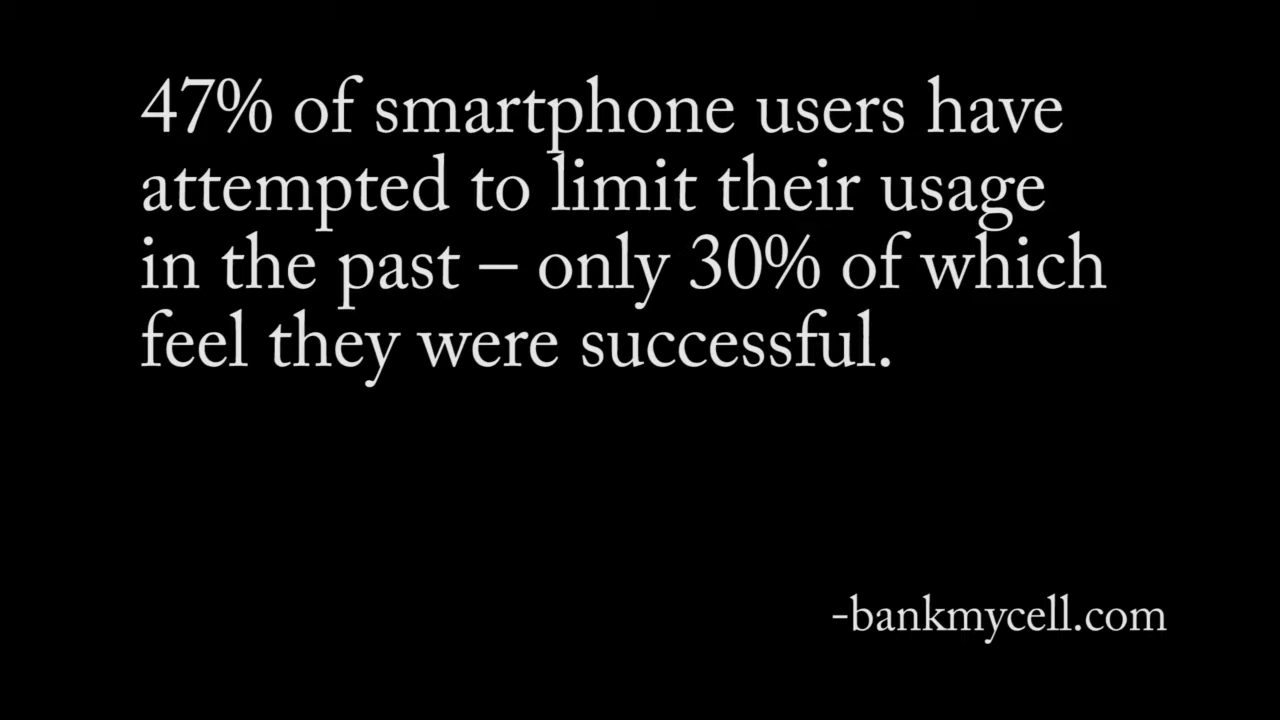 47% of smartphone users have
attempted to limit their usage
in the past – only 30% of which
feel they were successful.
-bankmycell.com